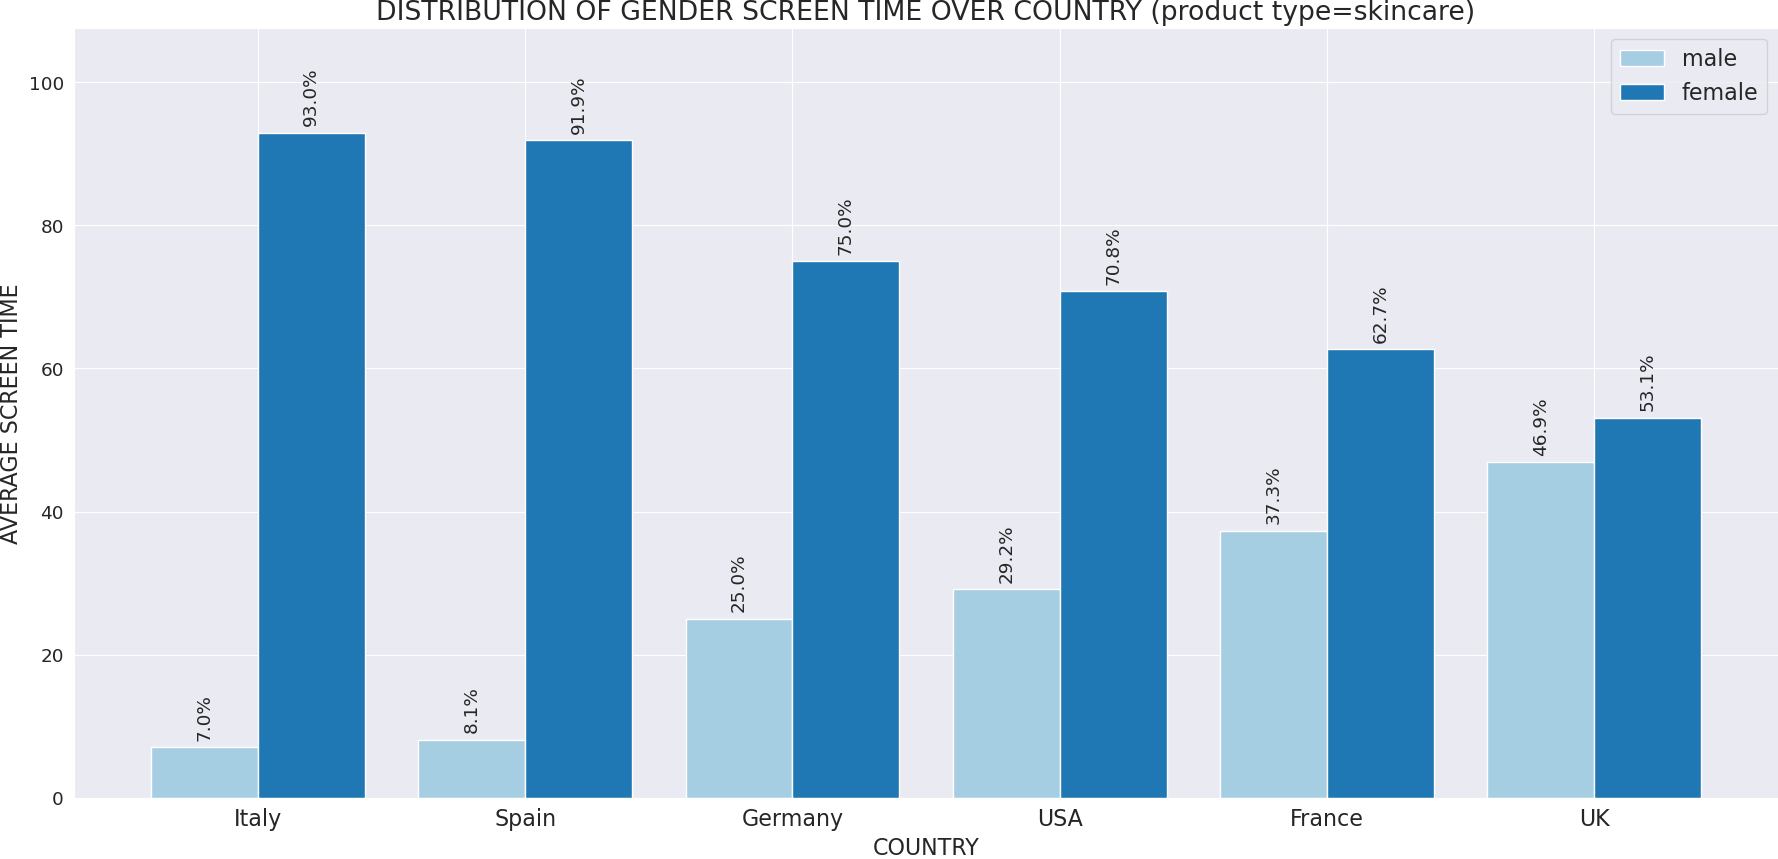 DISTRIBUTION OF GENDER SCREEN TIME OVER COUNTRY (product type=skincare)
male
female
AVERAGE SCREEN TIME
100
80
60
40
20
0
7.0%
93.0%
8.1%
91.9%
25.0%
75.0%
29.2%
70.8%
37.3%
62.7%
46.9%
53.1%
Italy
Spain
Germany
USA
France
UK
COUNTRY